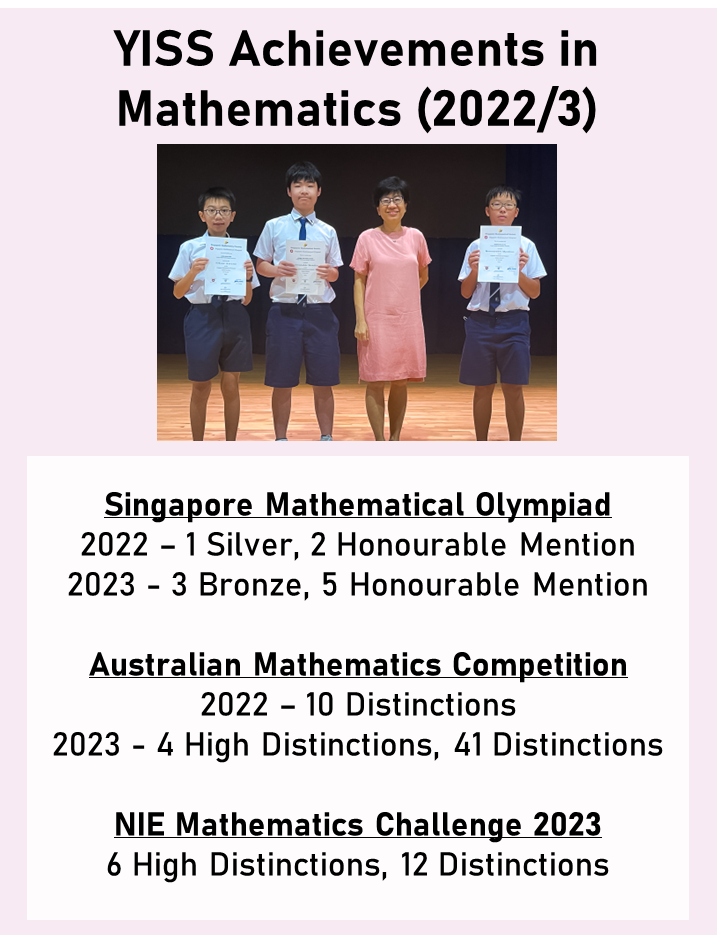 YISS Achievements in
Mathematics (2022/3)
Singapore Mathematical Olympiad
2022 – 1 Silver, 2 Honourable Mention
2023 - 3 Bronze, 5 Honourable Mention
Australian Mathematics Competition
2022 – 10 Distinctions
2023 - 4 High Distinctions, 41 Distinctions
NIE Mathematics Challenge 2023
6 High Distinctions, 12 Distinctions